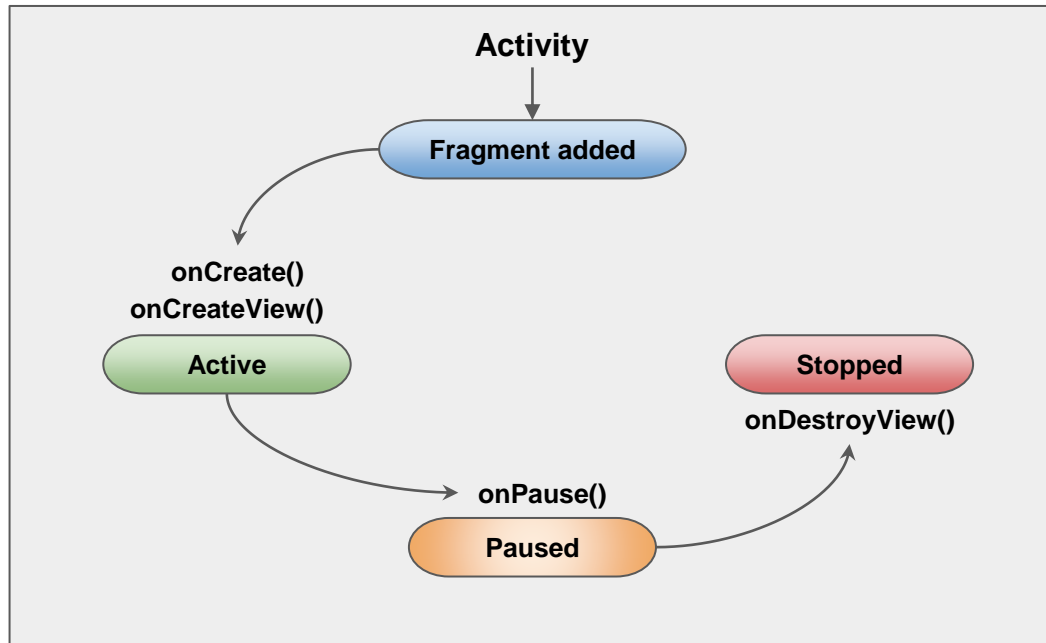 Activity
Fragment added
onCreate()
onCreateView()
Active
onPause()
Paused
Stopped
onDestroyView()